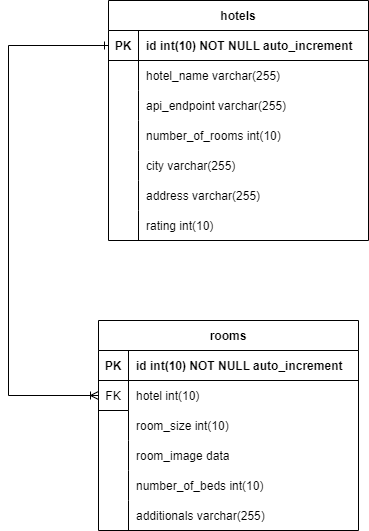 hotels
PK id int(10) NOT NULL auto_increment
hotel_name varchar(255)
api_endpoint varchar(255)
number_of_rooms int(10)
city varchar(255)
address varchar(255)
rating int(10)
rooms
PK id int(10) NOT NULL auto_increment
FK hotel int(10)
room_size int(10)
room_image data
number_of_beds int(10)
additionals varchar(255)